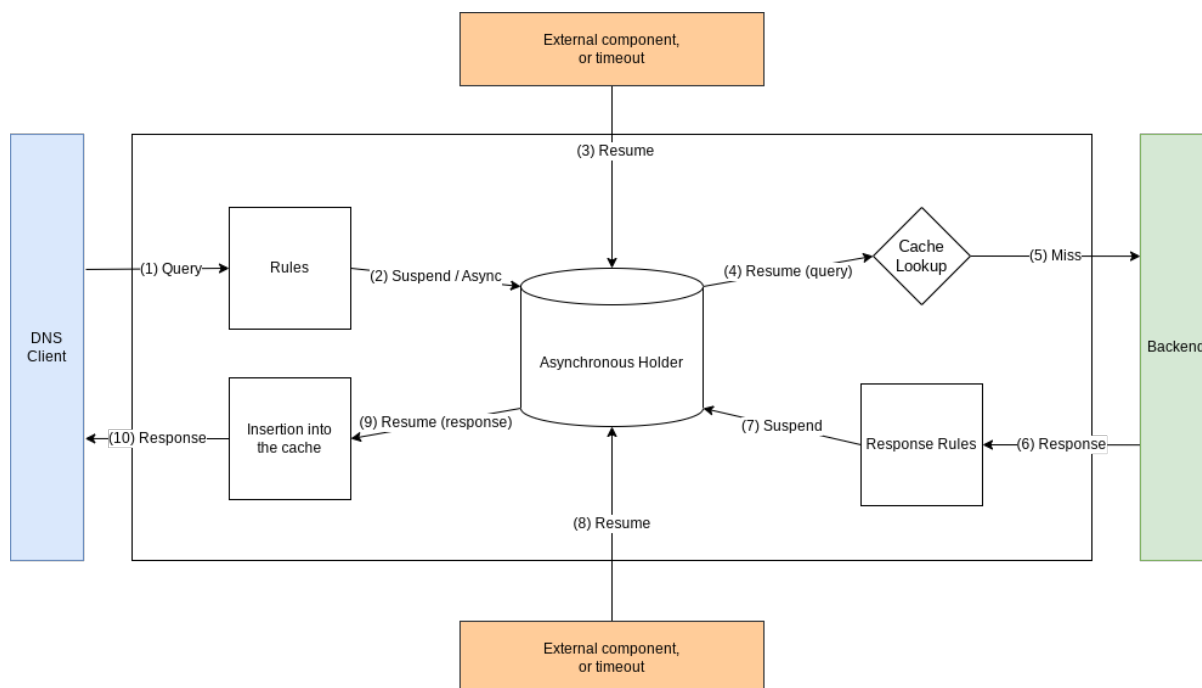 External component,
or timeout
(3) Resume
(1) Query
Rules
(2) Suspend / Async
(4) Resume (query)
Cache
Lookup
(5) Miss
DNS
Client
Asynchronous Holder
Backend
(10) Response
Insertion into
the cache
(9) Resume (response)
(7) Suspend
Response Rules
(6) Response
(8) Resume
External component,
or timeout